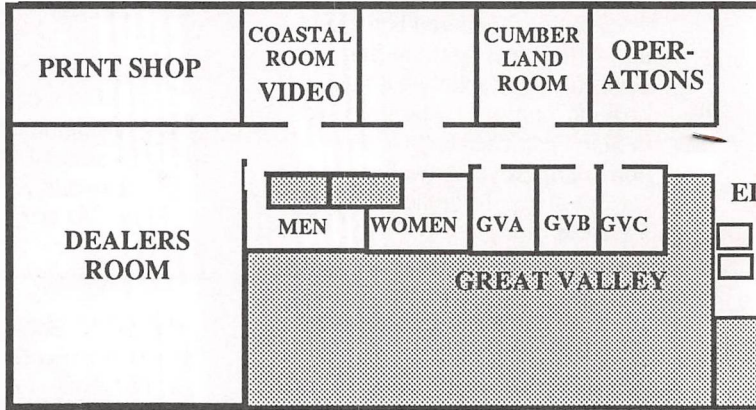 PRINT SHOP
COASTAL
ROOM
VIDEO
CUMBER
LAND
ROOM
OPER-
ATIONS
DEALERS
ROOM
MEN
WOMEN
GVA
GVB
GVC
GREAT VALLEY